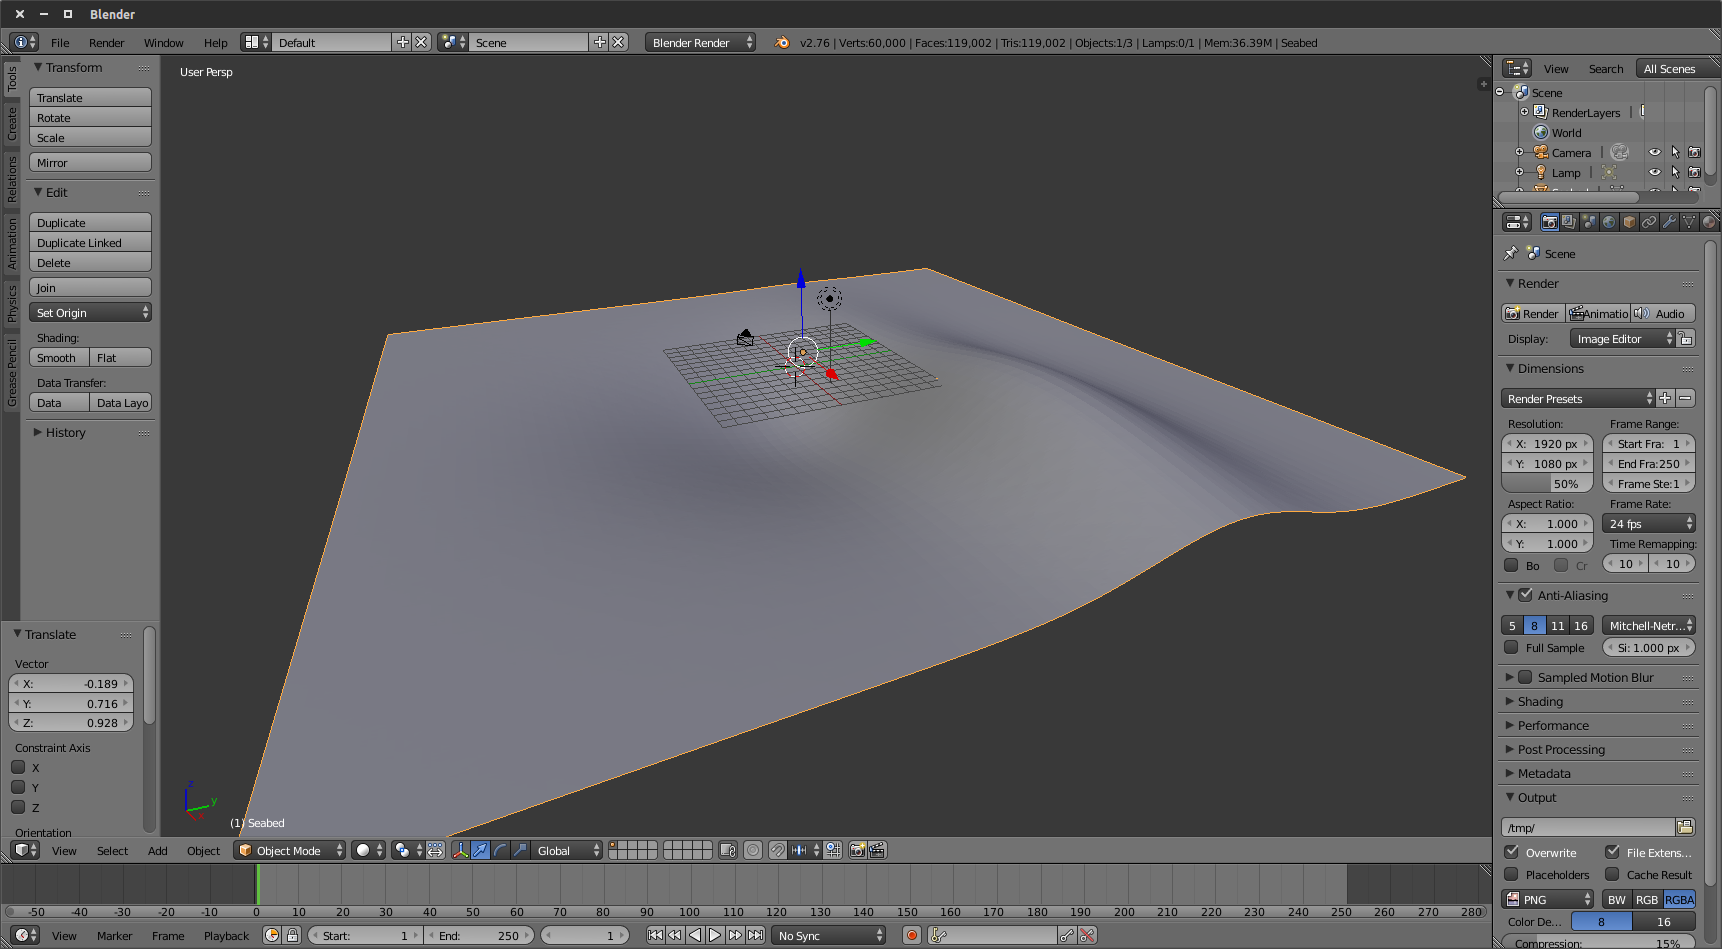 Blender
File Render Window Help Default Scene Blender Render v2.76 | Verts:60,000 | Faces:119,002 | Tris:119,002 | Objects:1/3 | Lamps:0/1 | Mem:36.39M | Seabed
Tools
Create
Relations
Animation
Physics
Grease Pencil
Transform
Translate
Rotate
Scale
Mirror
Edit
Duplicate
Duplicate Linked
Delete
Join
Set Origin
Shading:
Smooth Flat
Data Transfer:
Data Data Layo
History
Translate
Vector
X: -0.189
Y: 0.716
Z: 0.928
Constraint Axis
X
Y
Z
Orientation
User Persp
z
y
x
(1) Seabed
View Select Add Object Object Mode Global
-50 -40 -30 -20 -10 0 10 20 30 40 50 60 70 80 90 100 110 120 130 140 150 160 170 180 190 200 210 220 230 240 250 260 270 280
View Marker Frame Playback Start: 1 End: 250 1 No Sync
View Search All Scenes
Scene
RenderLayers |
World
Camera |
Lamp |
Scene
Render
Render Animatio Audio
Display: Image Editor
Dimensions
Render Presets
Resolution: Frame Range:
X: 1920 px Start Fra: 1
Y: 1080 px End Fra:250
50% Frame Ste:1
Aspect Ratio: Frame Rate:
X: 1.000 24 fps
Y: 1.000 Time Remapping:
Bo Cr 10 10
Anti-Aliasing
5 8 11 16 Mitchell-Netr...
Full Sample Si: 1.000 px
Sampled Motion Blur
Shading
Performance
Post Processing
Metadata
Output
/tmp/
Overwrite File Extens...
Placeholders Cache Result
PNG BW RGB RGBA
Color De... 8 16
Compression: 15%